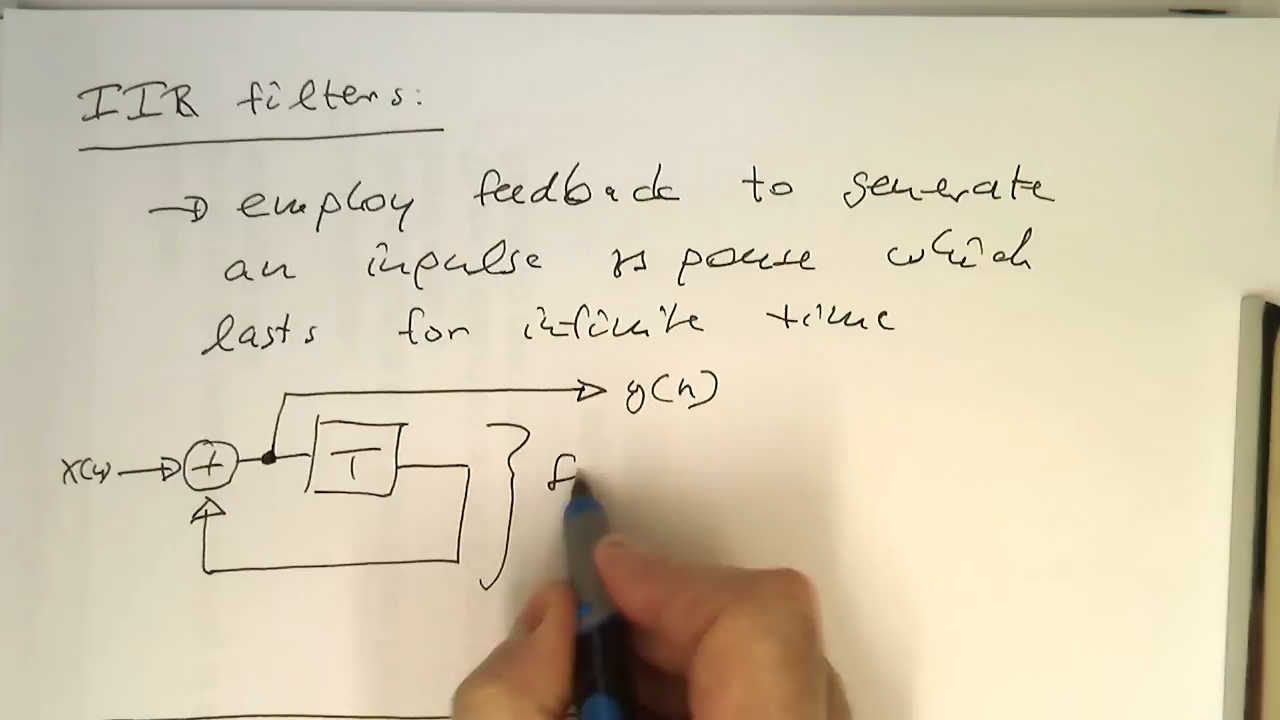 IIR filters:
→ employ feedback to generate
an impulse response which
lasts for infinite time
y(n)
x(n) → + T
f